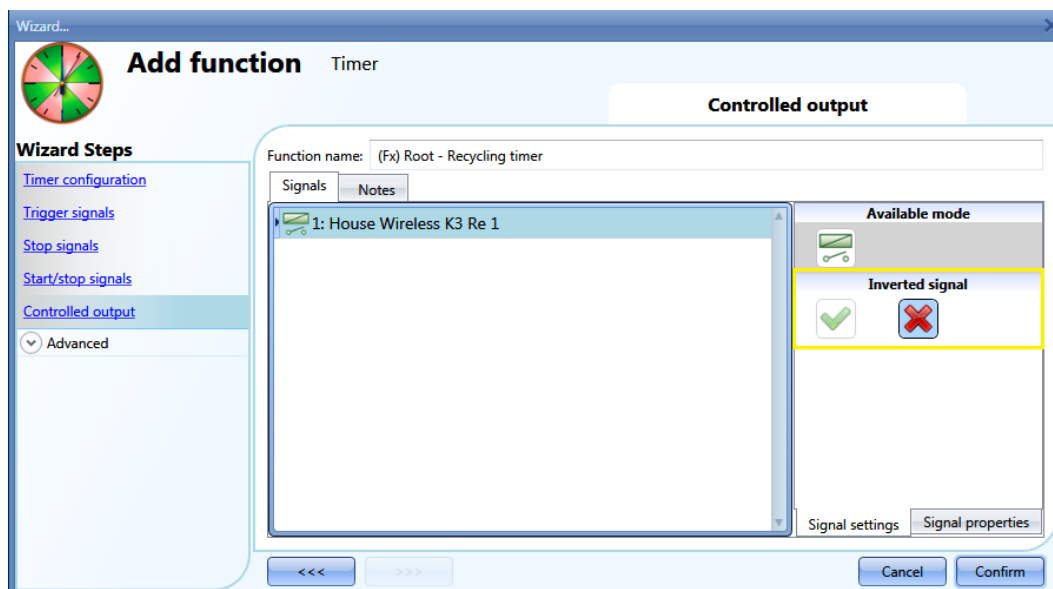 Wizard...
Add function Timer
Controlled output
Wizard Steps
Timer configuration
Trigger signals
Stop signals
Start/stop signals
Controlled output
Advanced
Function name: (Fx) Root - Recycling timer
Signals Notes
1: House Wireless K3 Re 1
Available mode
Inverted signal
Signal settings Signal properties
<<< >>> Cancel Confirm